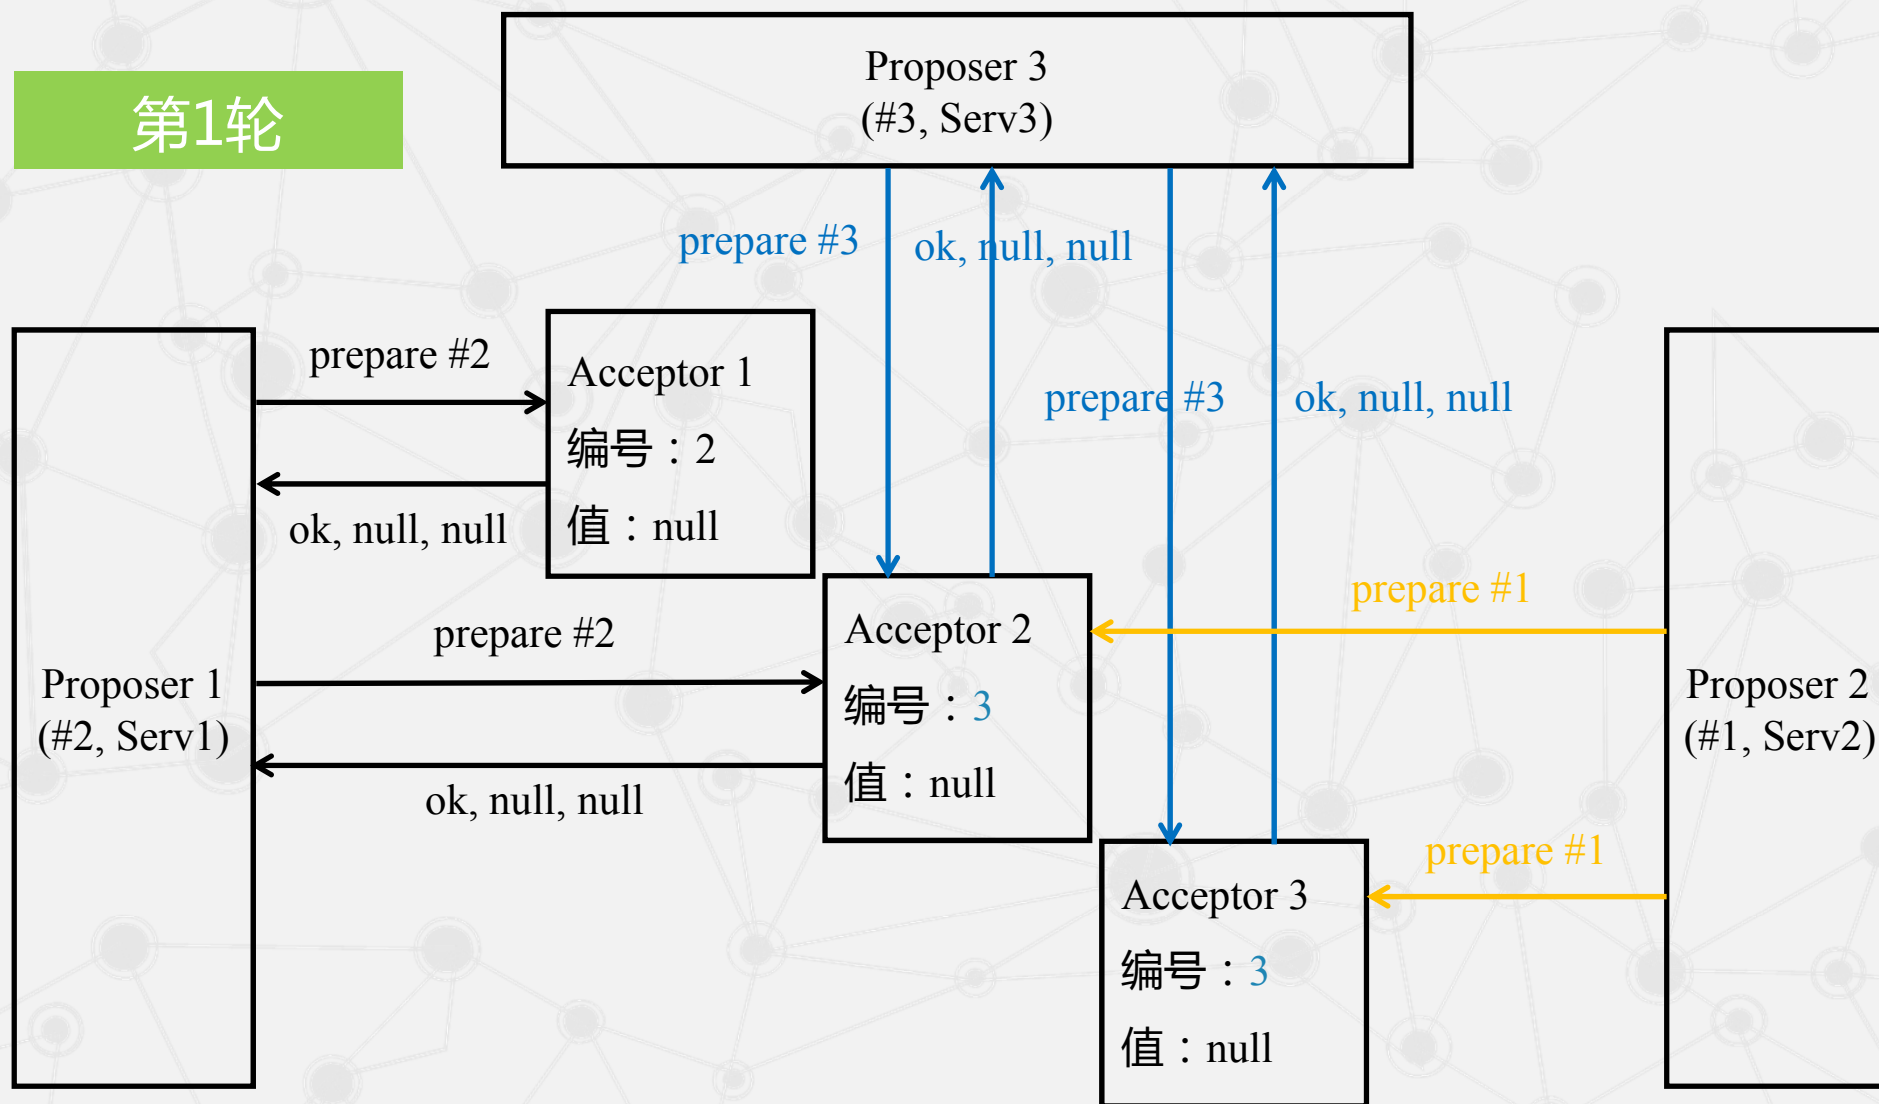 第1轮
Proposer 3
(#3, Serv3)
prepare #3
ok, null, null
prepare #3
ok, null, null
prepare #2
ok, null, null
Acceptor 1
编号：2
值：null
prepare #2
ok, null, null
Proposer 1
(#2, Serv1)
Acceptor 2
编号：3
值：null
prepare #1
prepare #1
Proposer 2
(#1, Serv2)
Acceptor 3
编号：3
值：null